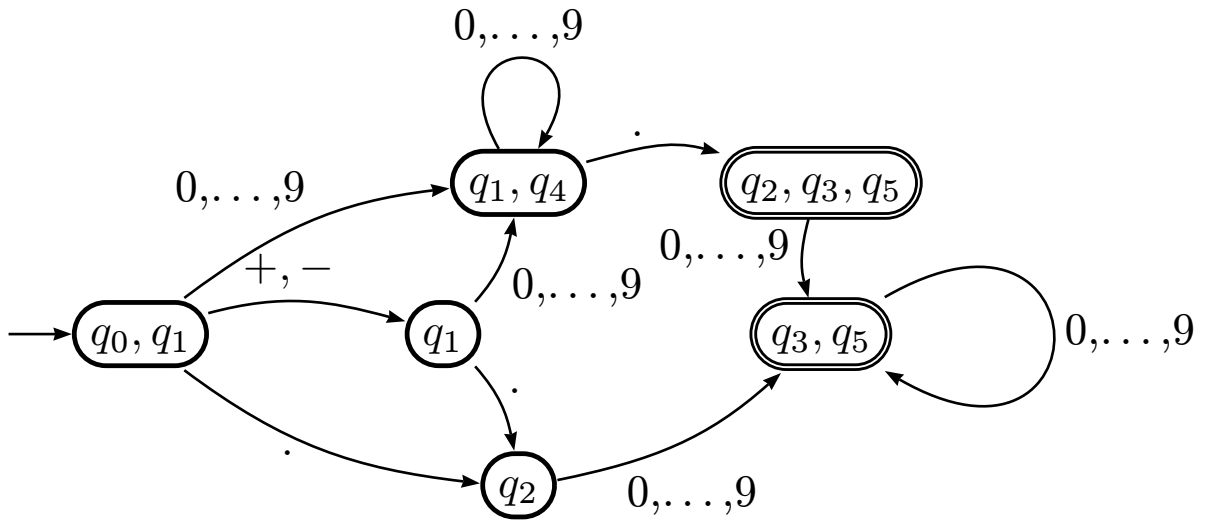 0,...,9
.
q₁, q₄
q₂, q₃, q₅
0,...,9
0,...,9
+, −
0,...,9
q₀, q₁
q₁
q₃, q₅
0,...,9
.
.
q₂
0,...,9